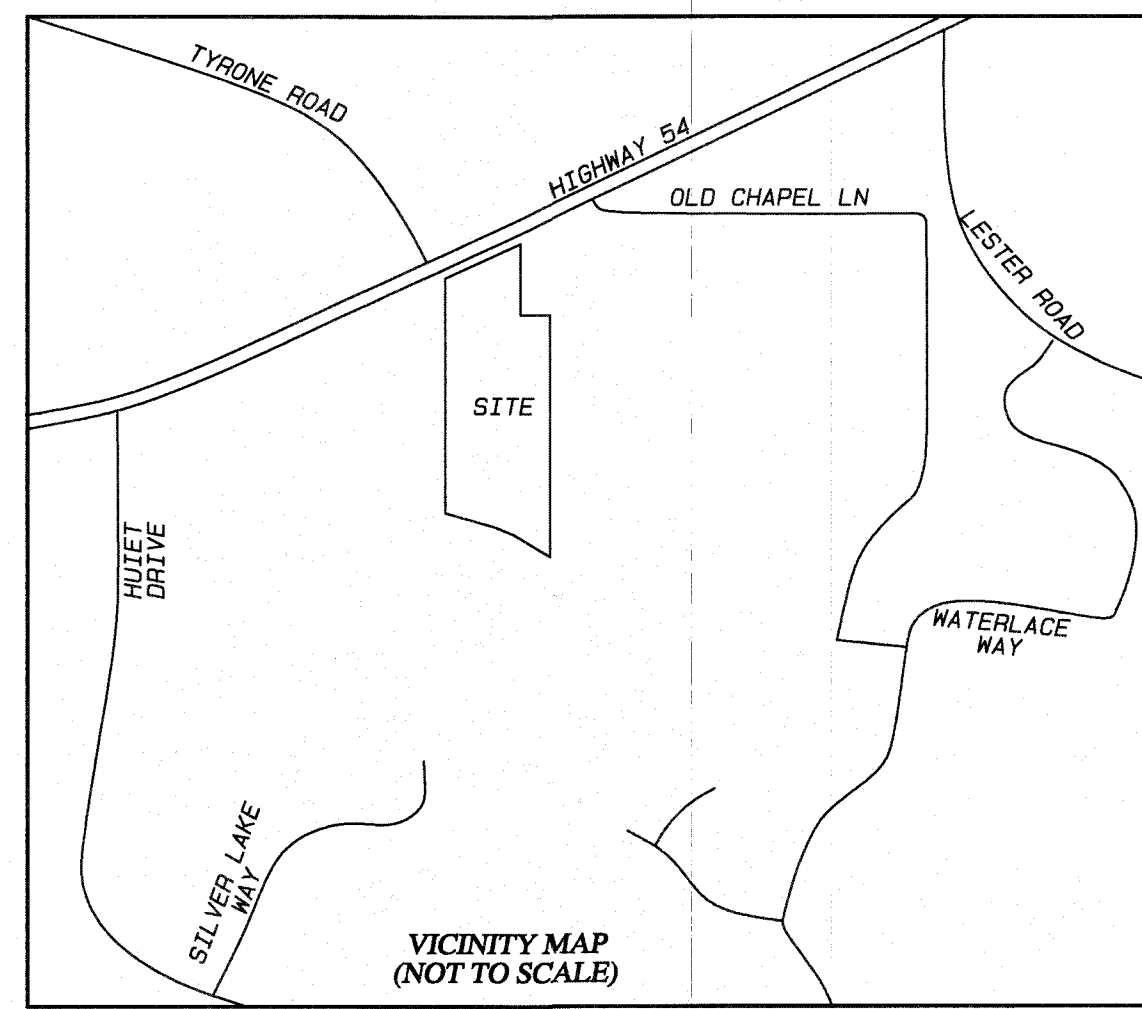 TYRONE ROAD
HIGHWAY 54
OLD CHAPEL LN
LESTER ROAD
SITE
HUIET
DRIVE
WATERLACE
WAY
SILVER LAKE
WAY
VICINITY MAP
(NOT TO SCALE)